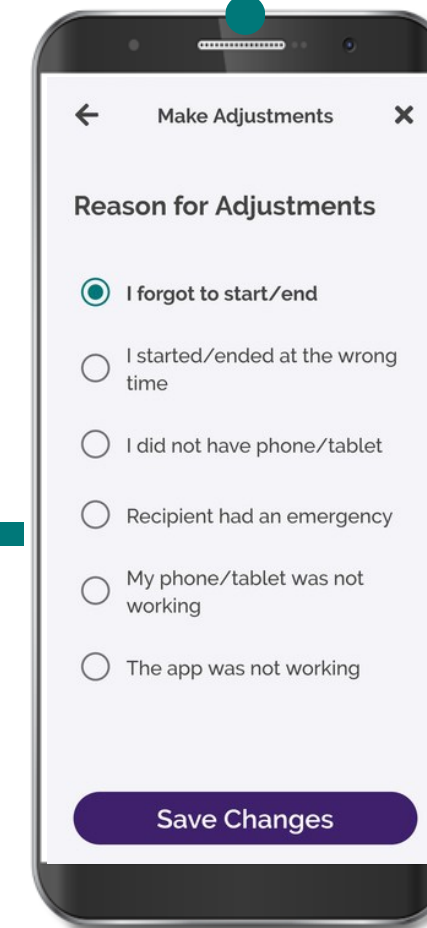 Make Adjustments
Reason for Adjustments
I forgot to start/end
I started/ended at the wrong
time
I did not have phone/tablet
Recipient had an emergency
My phone/tablet was not
working
The app was not working
Save Changes